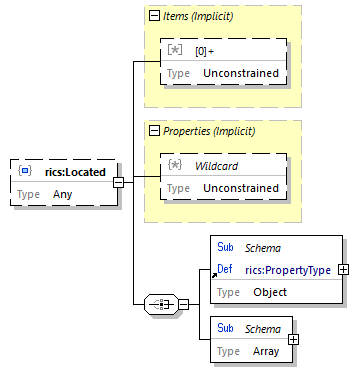 Items (Implicit)
[0]+
Type Unconstrained
Properties (Implicit)
Wildcard
Type Unconstrained
rics:Located
Type Any
Sub Schema
Def rics:PropertyType
Type Object
Sub Schema
Type Array